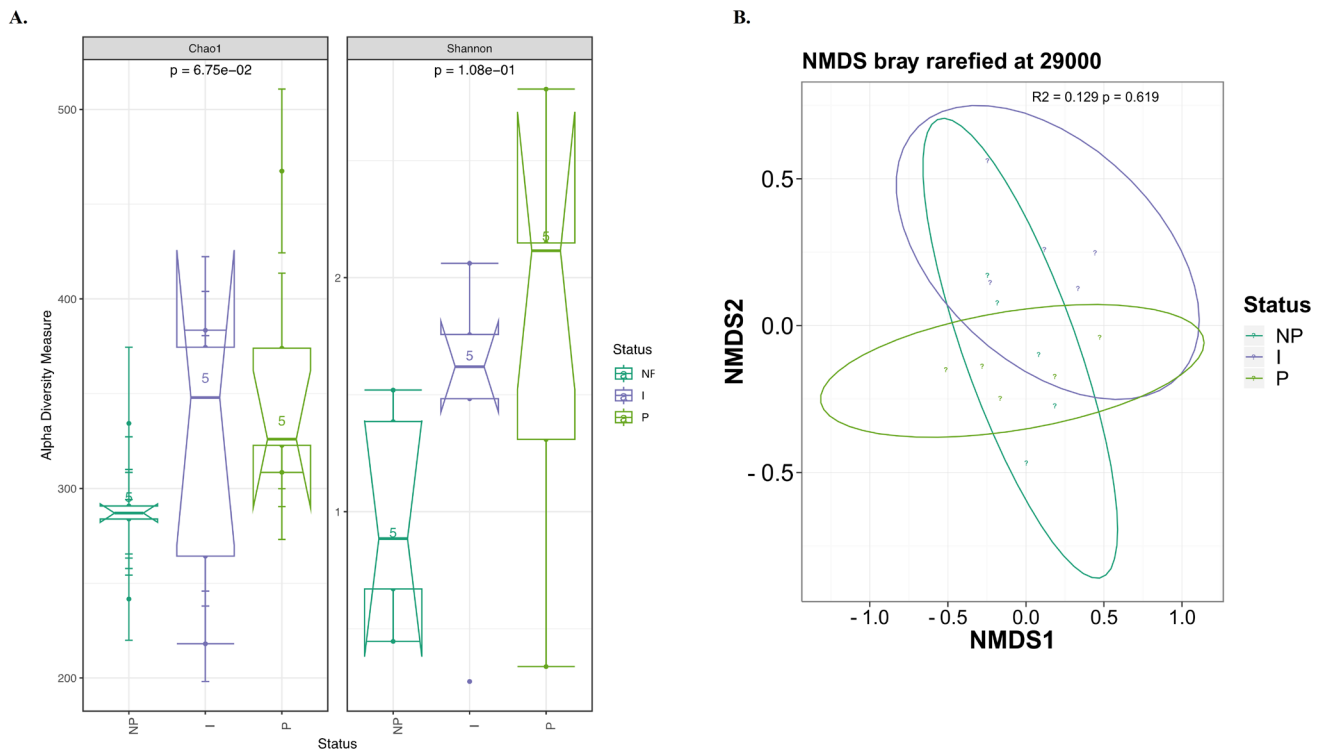 A.
Chao1
Shannon
p = 6.75e−02
p = 1.08e−01
Alpha Diversity Measure
500
400
300
200
2
1
5
5
5
5
5
5
NP
I
P
NP
I
P
Status
Status
a NP
a I
a P
B.
NMDS bray rarefied at 29000
R2 = 0.129 p = 0.619
NMDS2
0.5
0.0
-0.5
-1.0
-0.5
0.0
0.5
1.0
NMDS1
Status
? NP
? I
? P